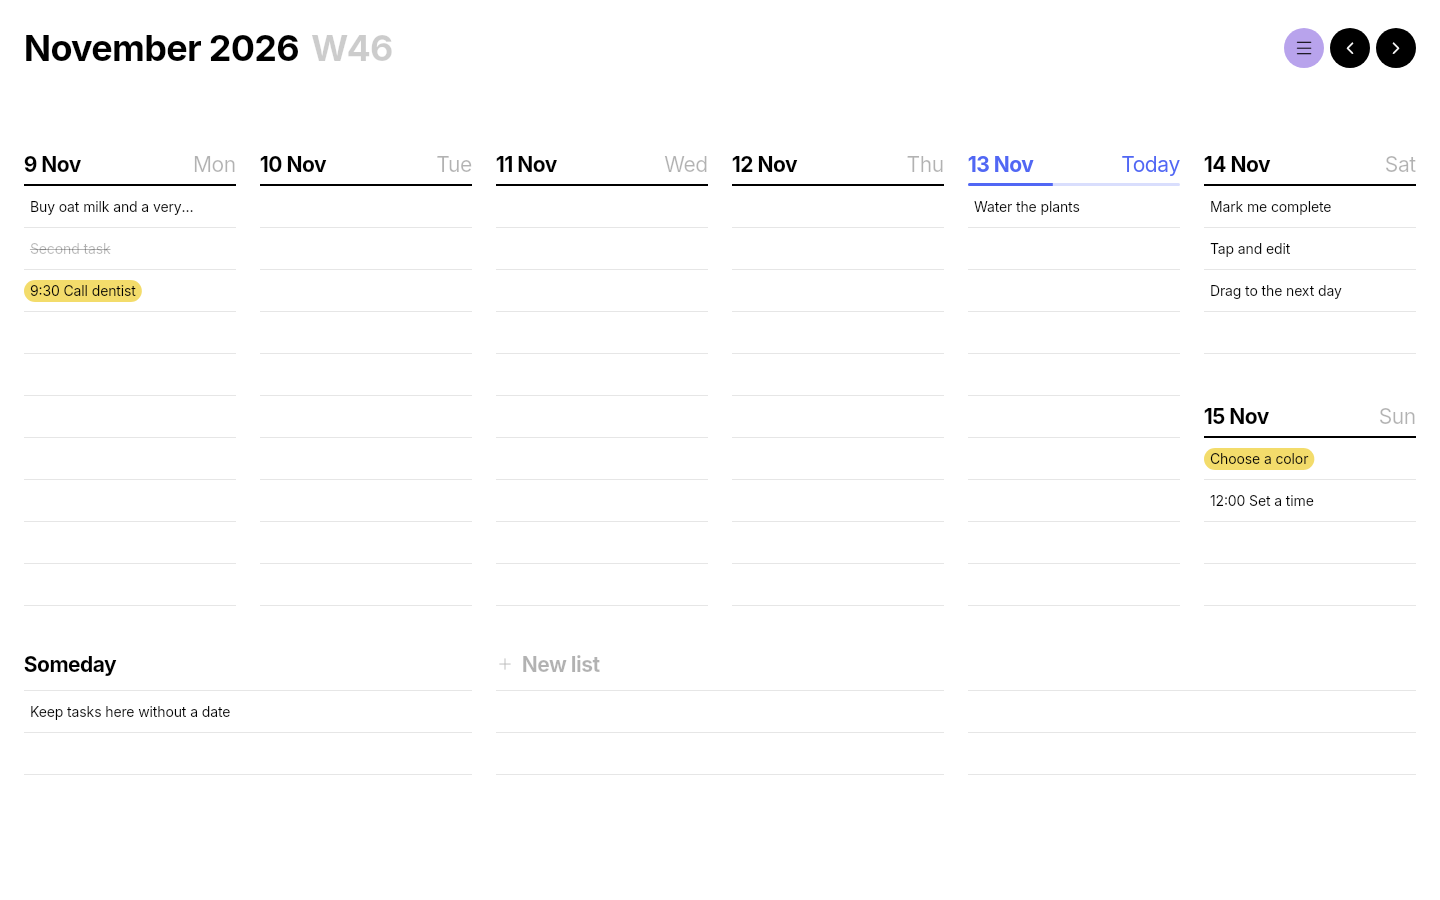 November 2026 W46
9 Nov Mon
Buy oat milk and a very...
Second task
9:30 Call dentist
10 Nov Tue
11 Nov Wed
12 Nov Thu
13 Nov Today
Water the plants
14 Nov Sat
Mark me complete
Tap and edit
Drag to the next day
15 Nov Sun
Choose a color
12:00 Set a time
Someday
Keep tasks here without a date
+ New list